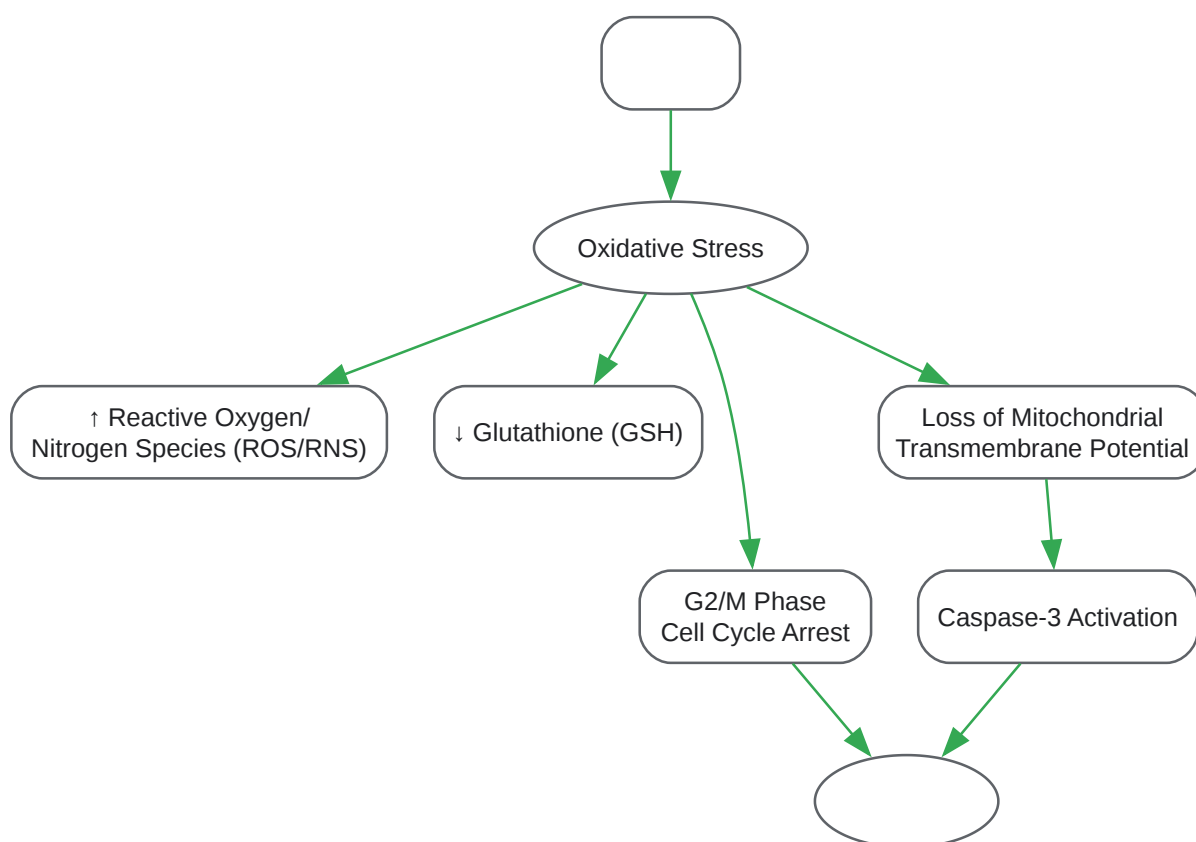 Oxidative Stress
↑ Reactive Oxygen/
Nitrogen Species (ROS/RNS)
↓ Glutathione (GSH)
Loss of Mitochondrial
Transmembrane Potential
G2/M Phase
Cell Cycle Arrest
Caspase-3 Activation